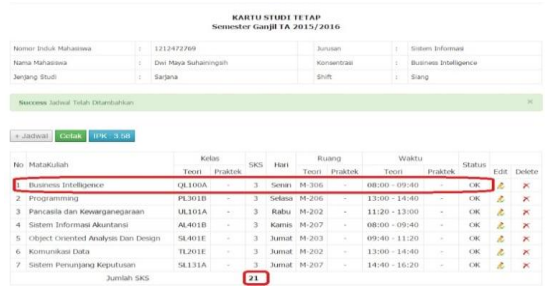 KARTU STUDI TETAP
Semester Ganjil TA 2015/2016
Nomor Induk Mahasiswa : 1212472769 Jurusan : Sistem Informasi
Nama Mahasiswa : Dwi Maya Suhainingsih Konsentrasi : Business Intelligence
Jenjang Studi : Sarjana Shift : Siang
Success Jadwal Telah Ditambahkan ×
+ Jadwal Cetak IPK : 3.58
No MataKuliah Kelas SKS Hari Ruang Waktu Status Edit Delete
Teori Praktek Teori Praktek Teori Praktek
1 Business Intelligence QL100A - 3 Senin M-306 - 08:00 - 09:40 - OK
2 Programming PL301B - 3 Selasa M-206 - 13:00 - 14:40 - OK
3 Pancasila dan Kewarganegaraan UL101A - 3 Rabu M-202 - 11:20 - 13:00 - OK
4 Sistem Informasi Akuntansi AL401B - 3 Kamis M-207 - 08:00 - 09:40 - OK
5 Object Oriented Analysis Dan Design SL401E - 3 Jumat M-203 - 09:40 - 11:20 - OK
6 Komunikasi Data TL201E - 3 Jumat M-202 - 13:00 - 14:40 - OK
7 Sistem Penunjang Keputusan SL131A - 3 Jumat M-207 - 14:40 - 16:20 - OK
Jumlah SKS 21